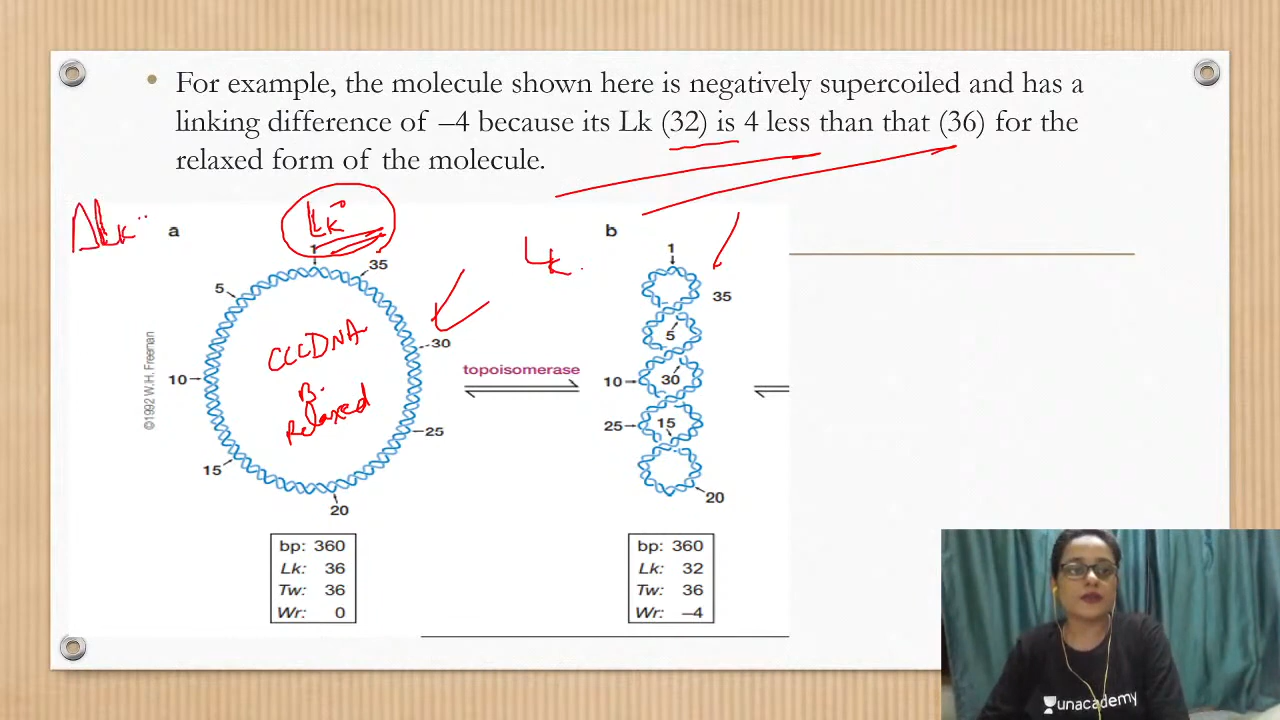 • For example, the molecule shown here is negatively supercoiled and has a
linking difference of –4 because its Lk (32) is 4 less than that (36) for the
relaxed form of the molecule.
ΔLk
a
Lk°
1
35
5
30
10
25
15
20
CCCDNA
B.
Relaxed
©1992 W.H. Freeman
bp: 360
Lk: 36
Tw: 36
Wr: 0
Lk.
topoisomerase
b
1
35
5
10
30
25
15
20
bp: 360
Lk: 32
Tw: 36
Wr: –4
unacademy